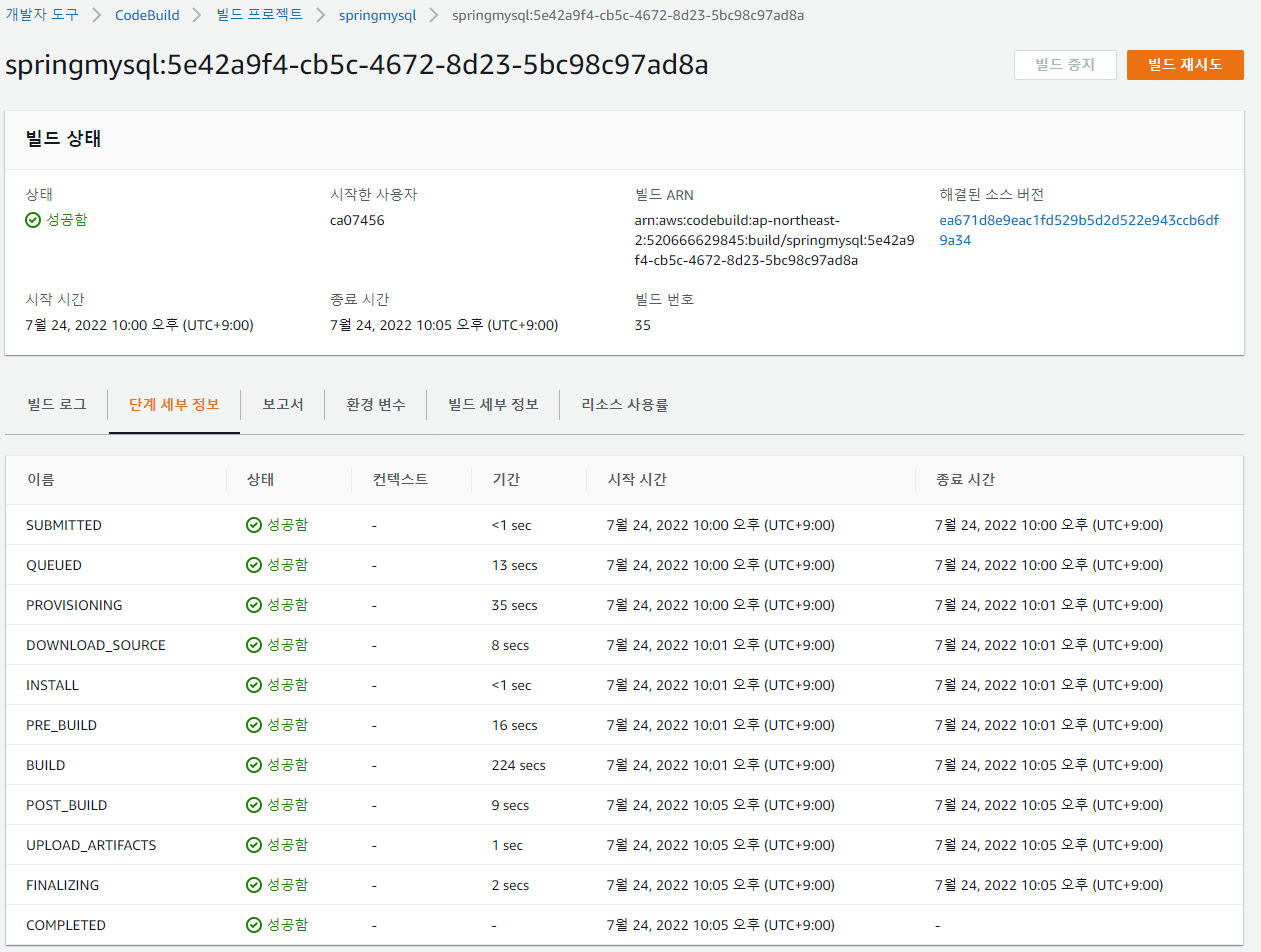 개발자 도구 > CodeBuild > 빌드 프로젝트 > springmysql > springmysql:5e42a9f4-cb5c-4672-8d23-5bc98c97ad8a
springmysql:5e42a9f4-cb5c-4672-8d23-5bc98c97ad8a 빌드 중지 빌드 재시도
빌드 상태
상태 시작한 사용자 빌드 ARN 해결된 소스 버전
성공함 ca07456 arn:aws:codebuild:ap-northeast- ea671d8e9eac1fd529b5d2d522e943ccb6df
2:520666629845:build/springmysql:5e42a9 9a34
f4-cb5c-4672-8d23-5bc98c97ad8a
시작 시간 종료 시간 빌드 번호
7월 24, 2022 10:00 오후 (UTC+9:00) 7월 24, 2022 10:05 오후 (UTC+9:00) 35
빌드 로그 단계 세부 정보 보고서 환경 변수 빌드 세부 정보 리소스 사용률
이름 상태 컨텍스트 기간 시작 시간 종료 시간
SUBMITTED 성공함 - <1 sec 7월 24, 2022 10:00 오후 (UTC+9:00) 7월 24, 2022 10:00 오후 (UTC+9:00)
QUEUED 성공함 - 13 secs 7월 24, 2022 10:00 오후 (UTC+9:00) 7월 24, 2022 10:00 오후 (UTC+9:00)
PROVISIONING 성공함 - 35 secs 7월 24, 2022 10:00 오후 (UTC+9:00) 7월 24, 2022 10:01 오후 (UTC+9:00)
DOWNLOAD_SOURCE 성공함 - 8 secs 7월 24, 2022 10:01 오후 (UTC+9:00) 7월 24, 2022 10:01 오후 (UTC+9:00)
INSTALL 성공함 - <1 sec 7월 24, 2022 10:01 오후 (UTC+9:00) 7월 24, 2022 10:01 오후 (UTC+9:00)
PRE_BUILD 성공함 - 16 secs 7월 24, 2022 10:01 오후 (UTC+9:00) 7월 24, 2022 10:01 오후 (UTC+9:00)
BUILD 성공함 - 224 secs 7월 24, 2022 10:01 오후 (UTC+9:00) 7월 24, 2022 10:05 오후 (UTC+9:00)
POST_BUILD 성공함 - 9 secs 7월 24, 2022 10:05 오후 (UTC+9:00) 7월 24, 2022 10:05 오후 (UTC+9:00)
UPLOAD_ARTIFACTS 성공함 - 1 sec 7월 24, 2022 10:05 오후 (UTC+9:00) 7월 24, 2022 10:05 오후 (UTC+9:00)
FINALIZING 성공함 - 2 secs 7월 24, 2022 10:05 오후 (UTC+9:00) 7월 24, 2022 10:05 오후 (UTC+9:00)
COMPLETED 성공함 - - 7월 24, 2022 10:05 오후 (UTC+9:00) -